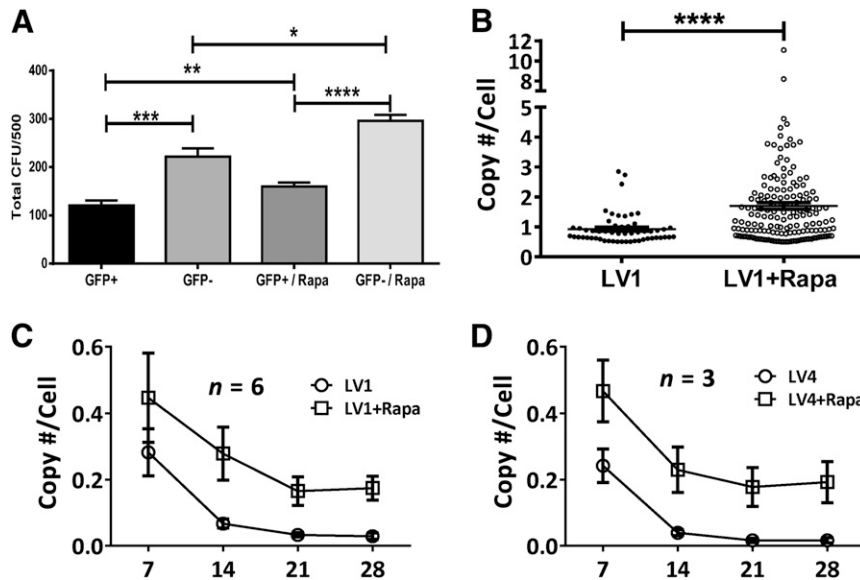 A
Total CFU/500
400
300
200
100
0
***
**
*
****
GFP+
GFP-
GFP+ / Rapa
GFP- / Rapa
B
Copy #/Cell
12
10
8
6
5
4
3
2
1
0
****
LV1
LV1+Rapa
C
Copy #/Cell
0.6
0.4
0.2
0.0
n = 6
LV1
LV1+Rapa
7 14 21 28
D
Copy #/Cell
0.6
0.4
0.2
0.0
n = 3
LV4
LV4+Rapa
7 14 21 28